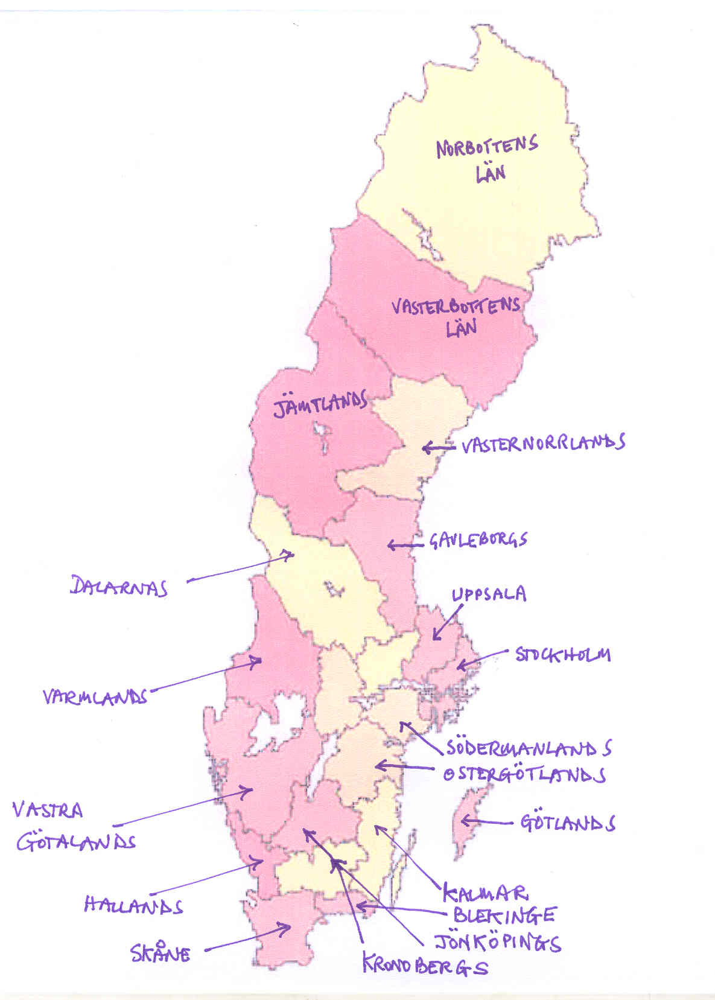 NORBOTTENS
LÄN
VASTERBOTTENS
LÄN
JÄMTLANDS
VASTERNORRLANDS
GAVLEBORGS
DALARNAS
UPPSALA
STOCKHOLM
VARMLANDS
SÖDERMANLANDS
OSTERGÖTLANDS
VASTRA
GÖTALANDS
GÖTLANDS
HALLANDS
KALMAR
BLEKINGE
JÖNKÖPINGS
SKÅNE
KRONOBERGS